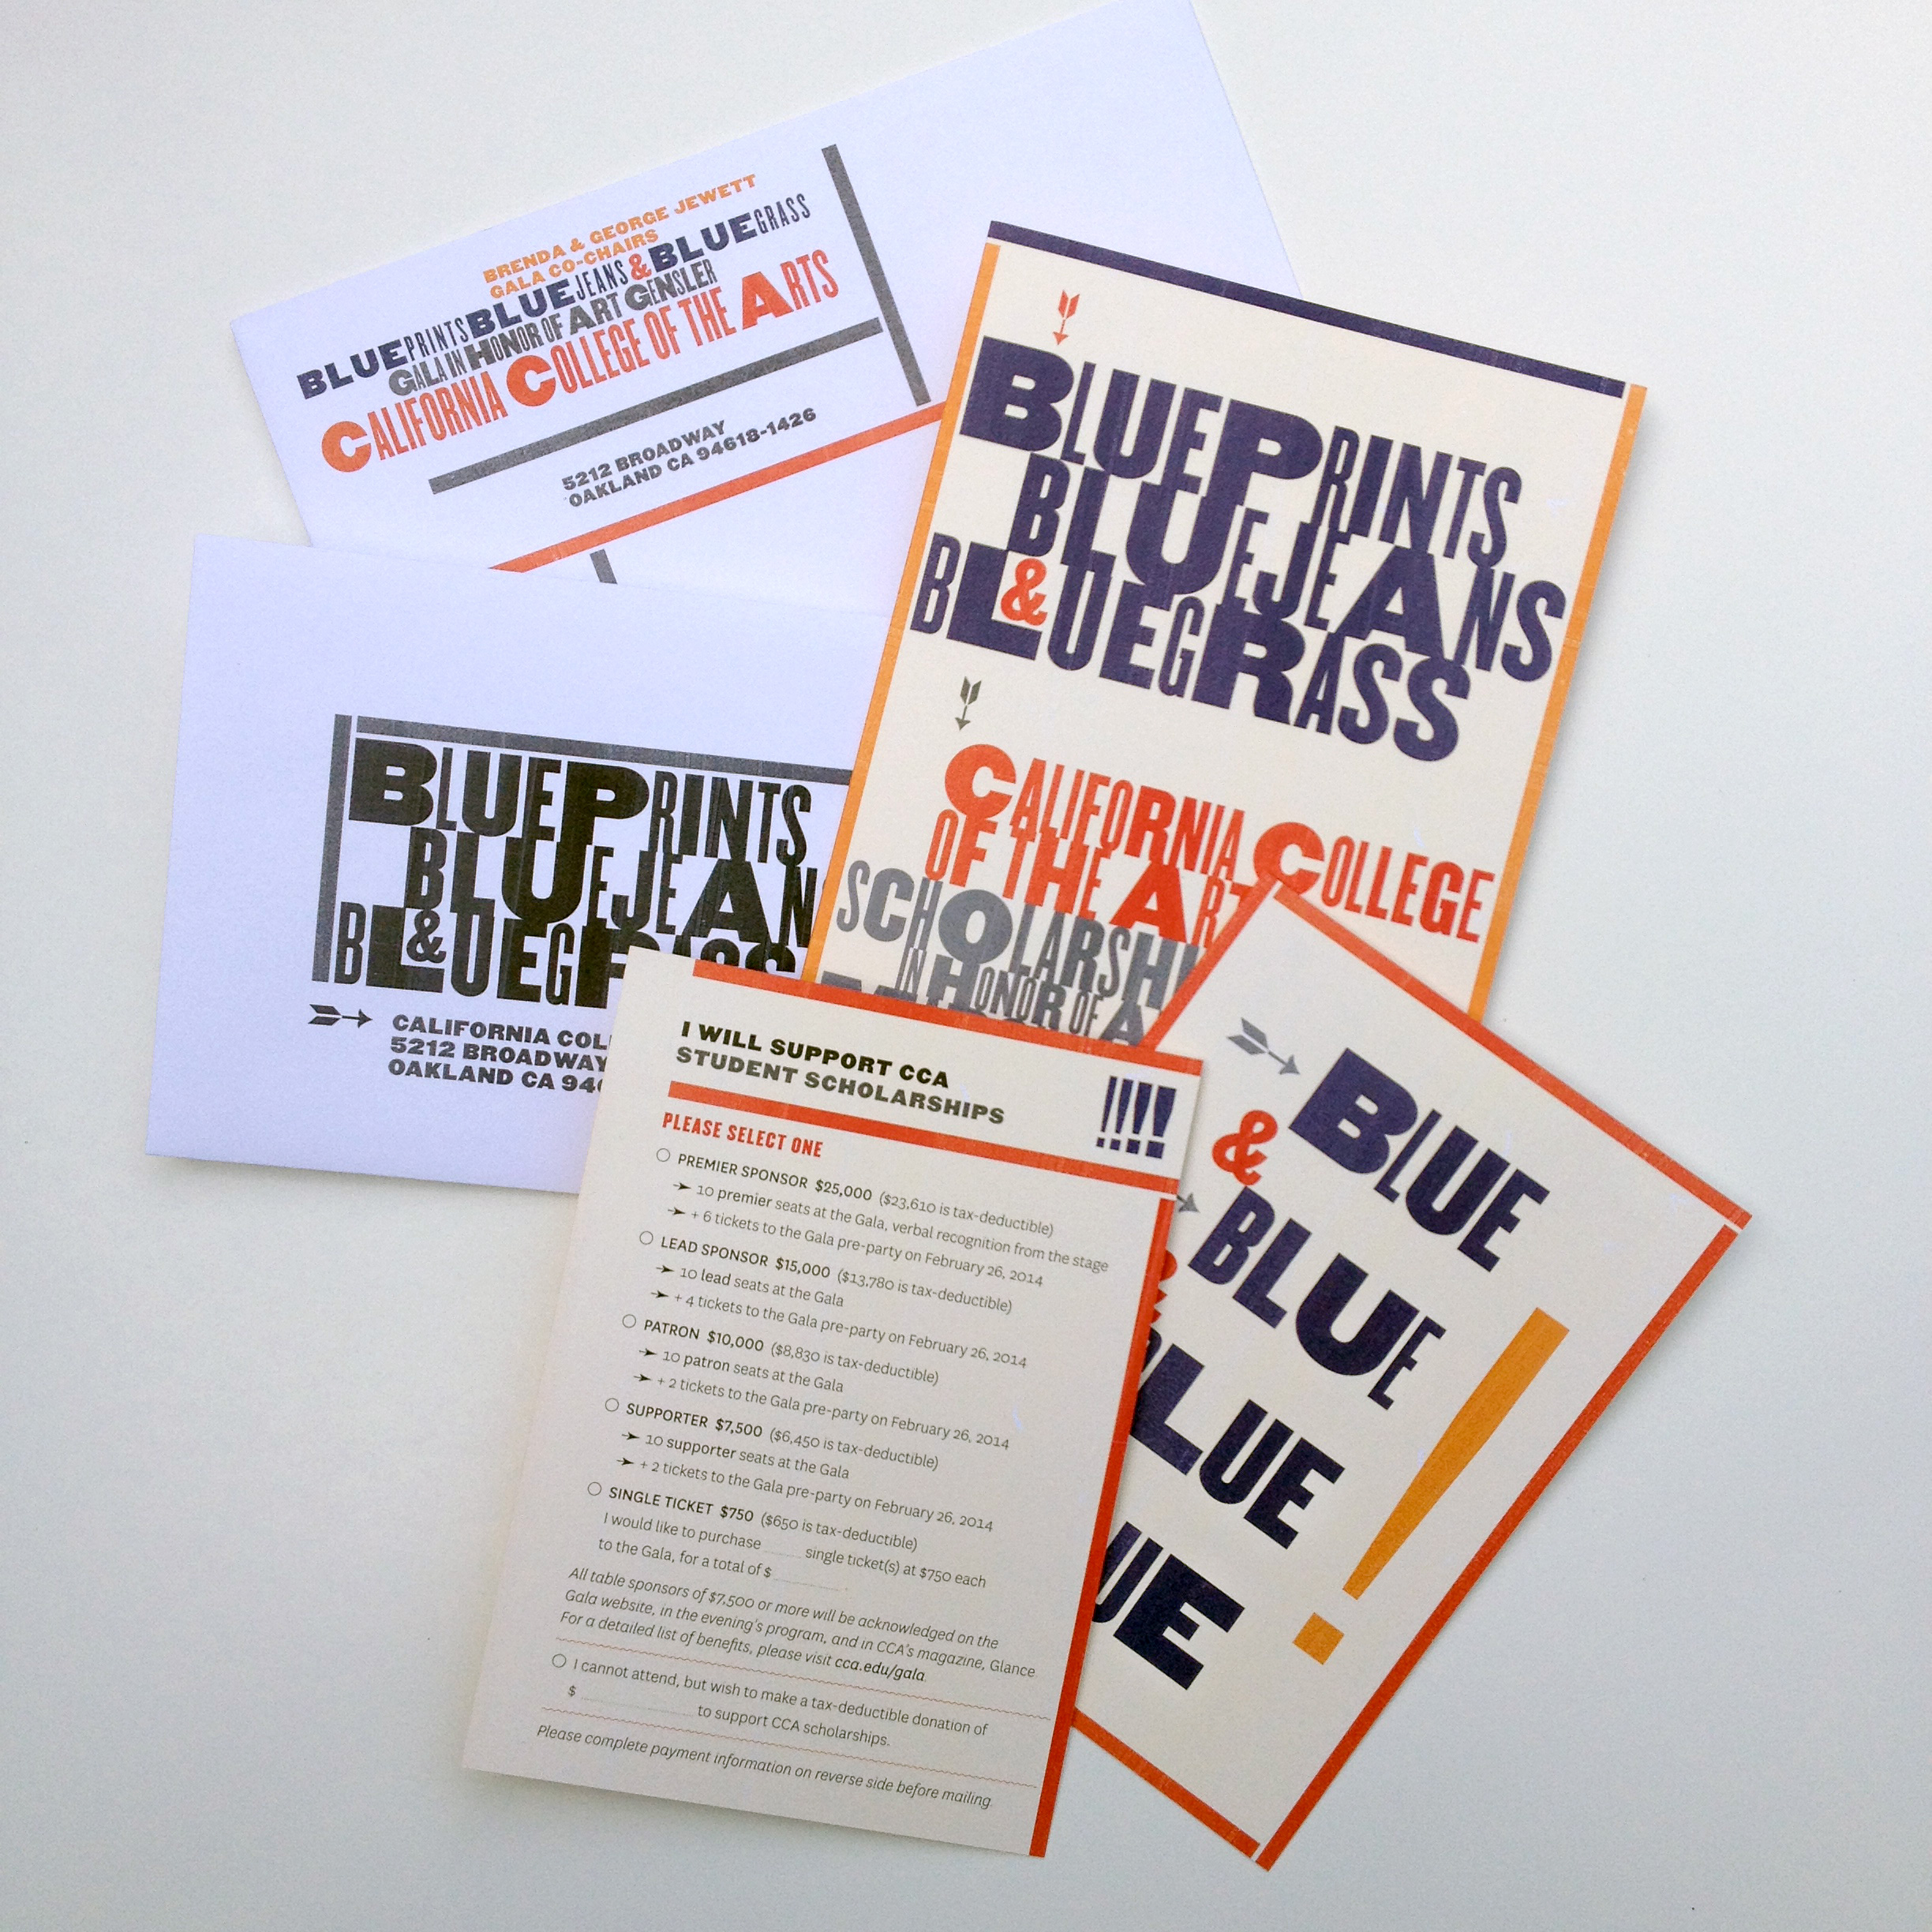 BRENDA & GEORGE JEWETT
GALA CO-CHAIRS
BLUEPRINTSBLUEJEANS&BLUEGRASS
GALA IN HONOR OF ART GENSLER
CALIFORNIA COLLEGE OF THE ARTS
5212 BROADWAY
OAKLAND CA 94618-1426
BLUEPRINTS
BLUEJEANS
&
BLUEGRASS
CALIFORNIA COLLEGE
OF THE ART
SCHOLARSHI
IN HONOR OF A
BLUEPRINTS
BLUEJEAN
&
BLUEGRASS
CALIFORNIA COL
5212 BROADWAY
OAKLAND CA 94
I WILL SUPPORT CCA
STUDENT SCHOLARSHIPS
!!!!
PLEASE SELECT ONE
PREMIER SPONSOR $25,000 ($23,610 is tax-deductible)
10 premier seats at the Gala, verbal recognition from the stage
+ 6 tickets to the Gala pre-party on February 26, 2014
LEAD SPONSOR $15,000 ($13,780 is tax-deductible)
10 lead seats at the Gala
+ 4 tickets to the Gala pre-party on February 26, 2014
PATRON $10,000 ($8,830 is tax-deductible)
10 patron seats at the Gala
+ 2 tickets to the Gala pre-party on February 26, 2014
SUPPORTER $7,500 ($6,450 is tax-deductible)
10 supporter seats at the Gala
+ 2 tickets to the Gala pre-party on February 26, 2014
SINGLE TICKET $750 ($650 is tax-deductible)
I would like to purchase single ticket(s) at $750 each
to the Gala, for a total of $ .
All table sponsors of $7,500 or more will be acknowledged on the
Gala website, in the evening's program, and in CCA's magazine, Glance.
For a detailed list of benefits, please visit cca.edu/gala.
I cannot attend, but wish to make a tax-deductible donation of
$ to support CCA scholarships.
Please complete payment information on reverse side before mailing.
BLUE
&
BLUE
BLUE
UE
!